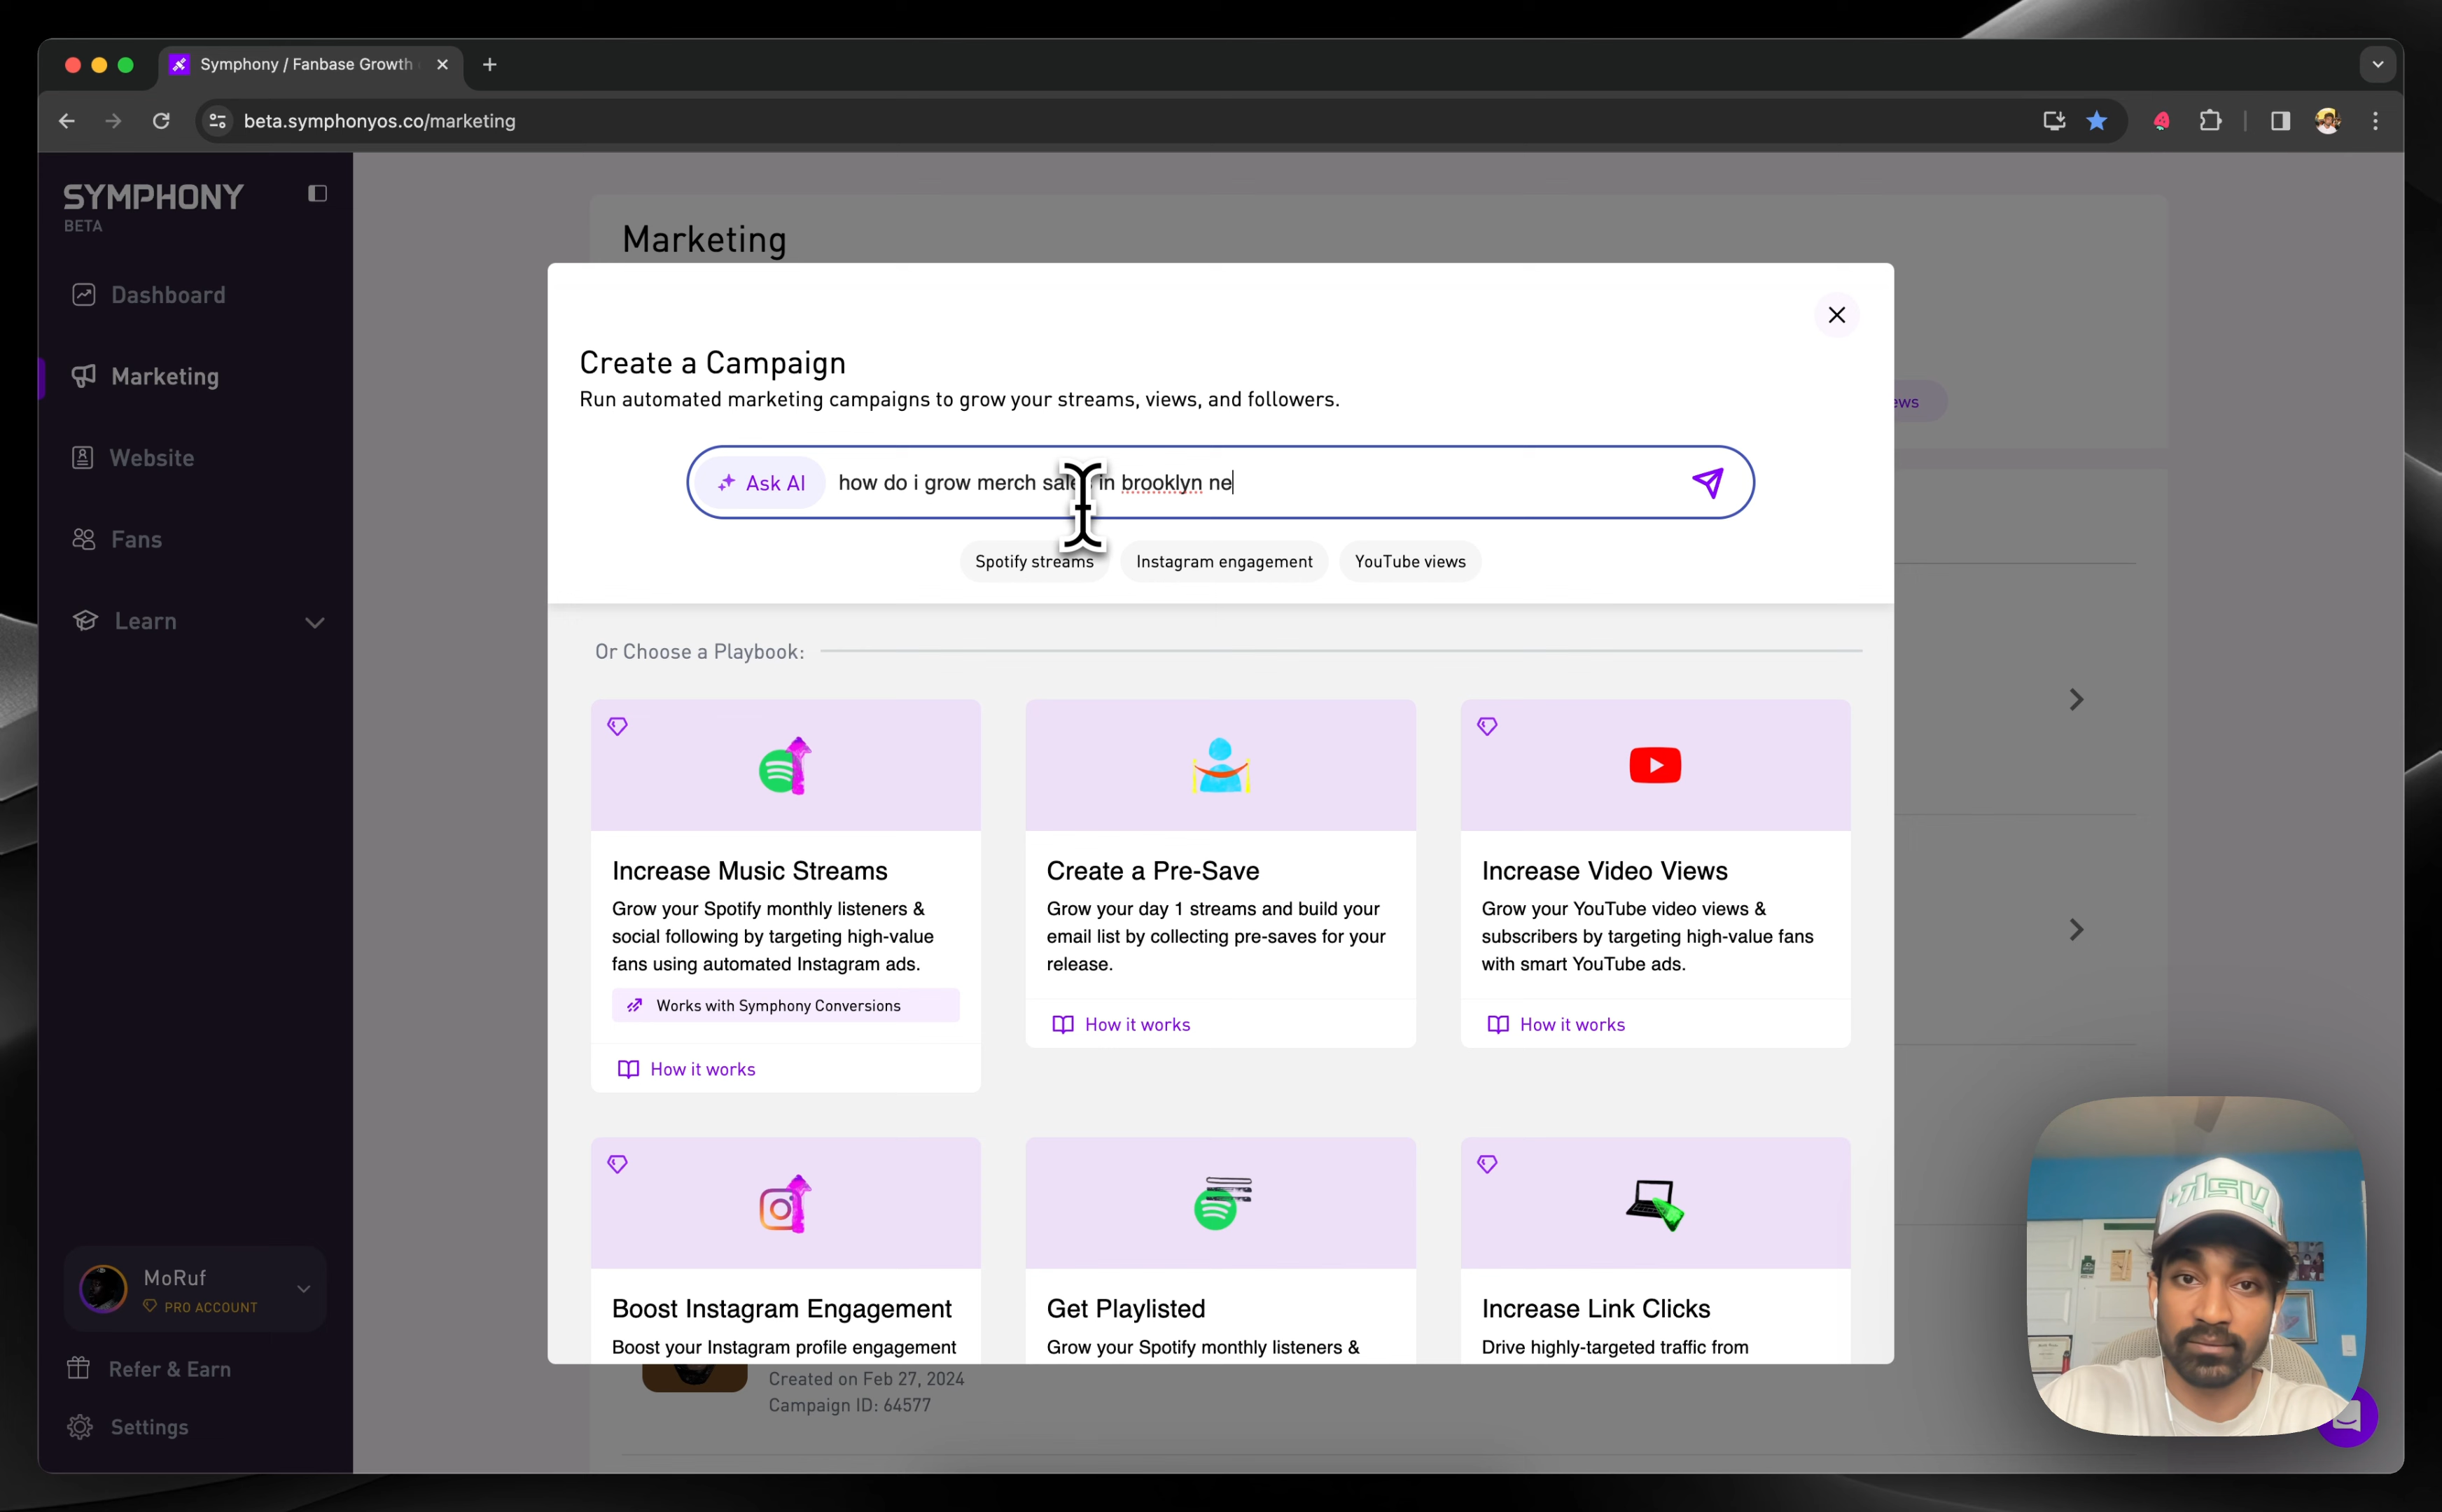 Symphony / Fanbase Growth
beta.symphonyos.co/marketing
SYMPHONY
BETA
Dashboard
Marketing
Website
Fans
Learn
MoRuf
PRO ACCOUNT
Refer & Earn
Settings
Marketing
ews
Create a Campaign
Run automated marketing campaigns to grow your streams, views, and followers.
Ask AI
how do i grow merch sales in brooklyn ne
Spotify streams
Instagram engagement
YouTube views
Or Choose a Playbook:
Increase Music Streams
Grow your Spotify monthly listeners &
social following by targeting high-value
fans using automated Instagram ads.
Works with Symphony Conversions
How it works
Create a Pre-Save
Grow your day 1 streams and build your
email list by collecting pre-saves for your
release.
How it works
Increase Video Views
Grow your YouTube video views &
subscribers by targeting high-value fans
with smart YouTube ads.
How it works
Boost Instagram Engagement
Boost your Instagram profile engagement
Get Playlisted
Grow your Spotify monthly listeners &
Increase Link Clicks
Drive highly-targeted traffic from
Created on Feb 27, 2024
Campaign ID: 64577